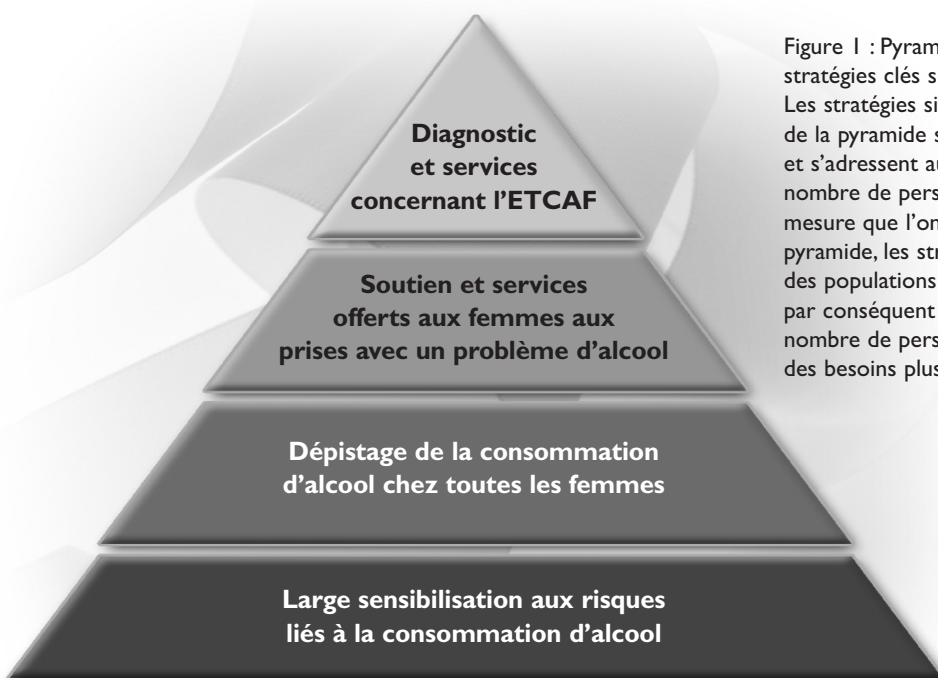 Diagnostic
et services
concernant l'ETCAF
Soutien et services
offerts aux femmes aux
prises avec un problème d'alcool
Dépistage de la consommation
d'alcool chez toutes les femmes
Large sensibilisation aux risques
liés à la consommation d'alcool
Figure 1 : Pyram
stratégies clés s
Les stratégies si
de la pyramide s
et s'adressent au
nombre de pers
mesure que l'on
pyramide, les str
des populations
par conséquent
nombre de pers
des besoins plus